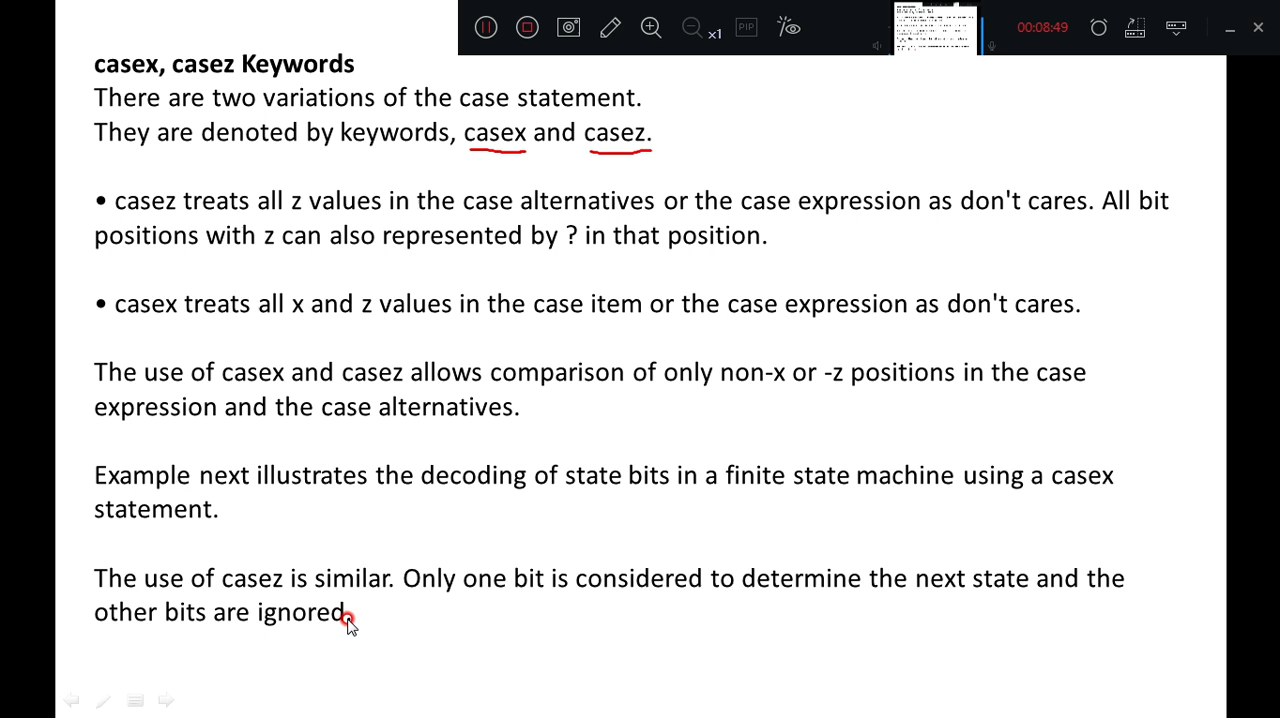 x1
PIP
00:08:49
casex, casez Keywords
There are two variations of the case statement.
They are denoted by keywords, casex and casez.
• casez treats all z values in the case alternatives or the case expression as don't cares. All bit
positions with z can also represented by ? in that position.
• casex treats all x and z values in the case item or the case expression as don't cares.
The use of casex and casez allows comparison of only non-x or -z positions in the case
expression and the case alternatives.
Example next illustrates the decoding of state bits in a finite state machine using a casex
statement.
The use of casez is similar. Only one bit is considered to determine the next state and the
other bits are ignored.